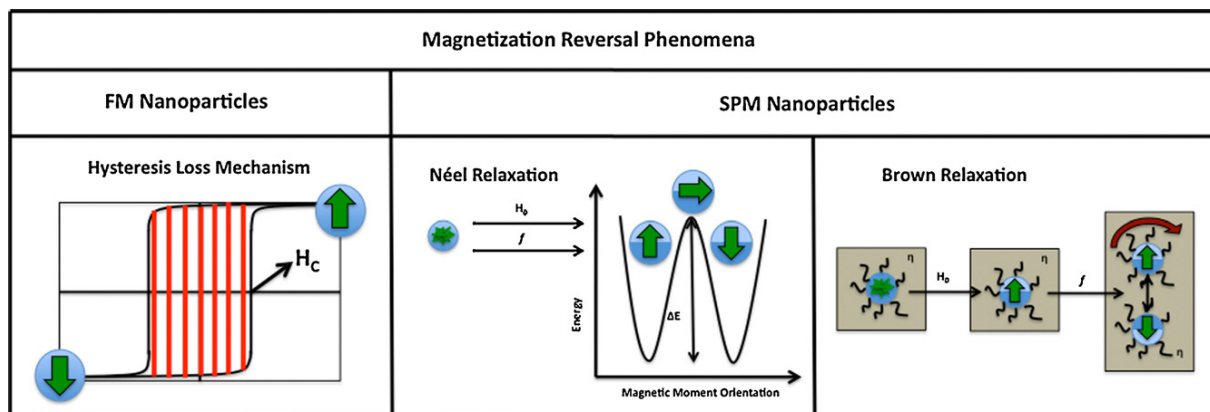 Magnetization Reversal Phenomena
FM Nanoparticles
SPM Nanoparticles
Hysteresis Loss Mechanism
H_C
Néel Relaxation
H₀
f
Energy
ΔE
Magnetic Moment Orientation
Brown Relaxation
η
H₀
η
f
η